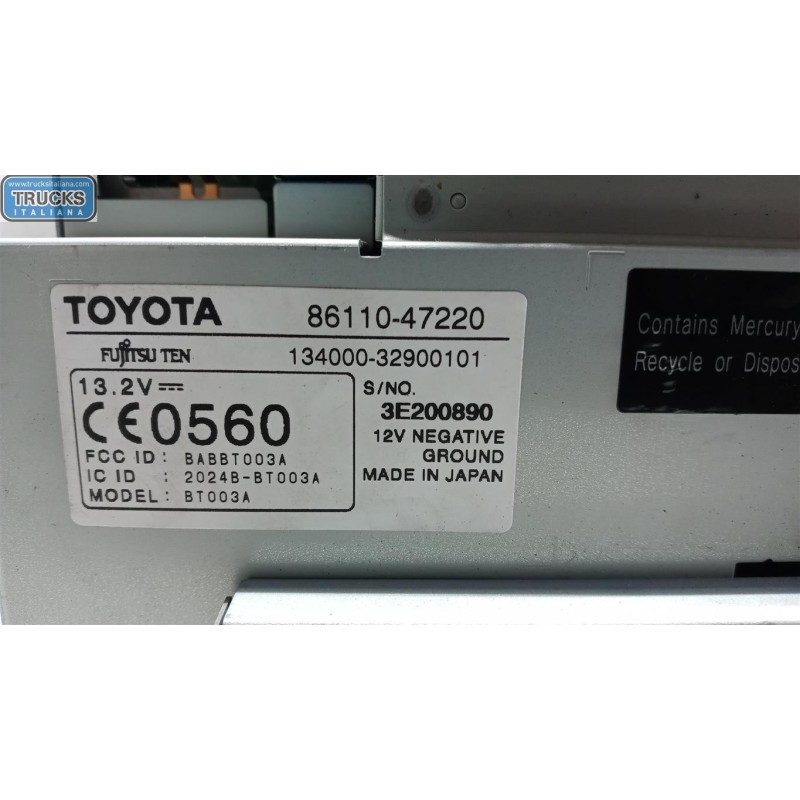 www.trucksitaliana.com
TRUCKS
ITALIANA
TOYOTA 86110-47220
FUJITSU TEN 134000-32900101
13.2V⎓
CE0560
FCC ID : BABBT003A
IC ID : 2024B-BT003A
MODEL: BT003A
S/NO.
3E200890
12V NEGATIVE
GROUND
MADE IN JAPAN
Contains Mercury
Recycle or Dispos